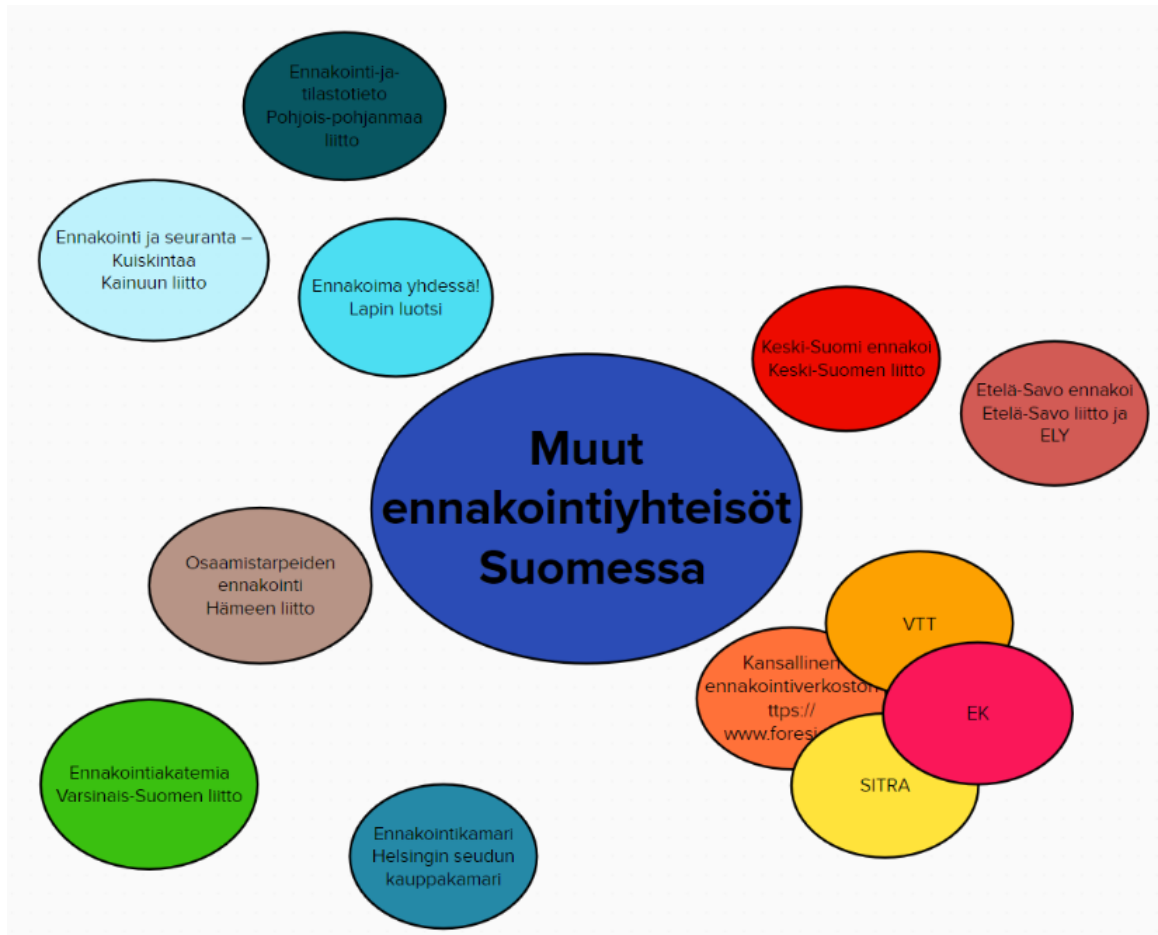 Ennakointi-ja-
tilastotieto
Pohjois-pohjanmaa
liitto
Ennakointi ja seuranta –
Kuiskintaa
Kainuun liitto
Ennakoima yhdessä!
Lapin luotsi
Keski-Suomi ennakoi
Keski-Suomen liitto
Etelä-Savo ennakoi
Etelä-Savo liitto ja
ELY
Muut
ennakointiyhteisöt
Suomessa
Osaamistarpeiden
ennakointi
Hämeen liitto
VTT
Kansallinen
ennakointiverkoston
ttps://
www.foresi
EK
SITRA
Ennakointiakatemia
Varsinais-Suomen liitto
Ennakointikamari
Helsingin seudun
kauppakamari